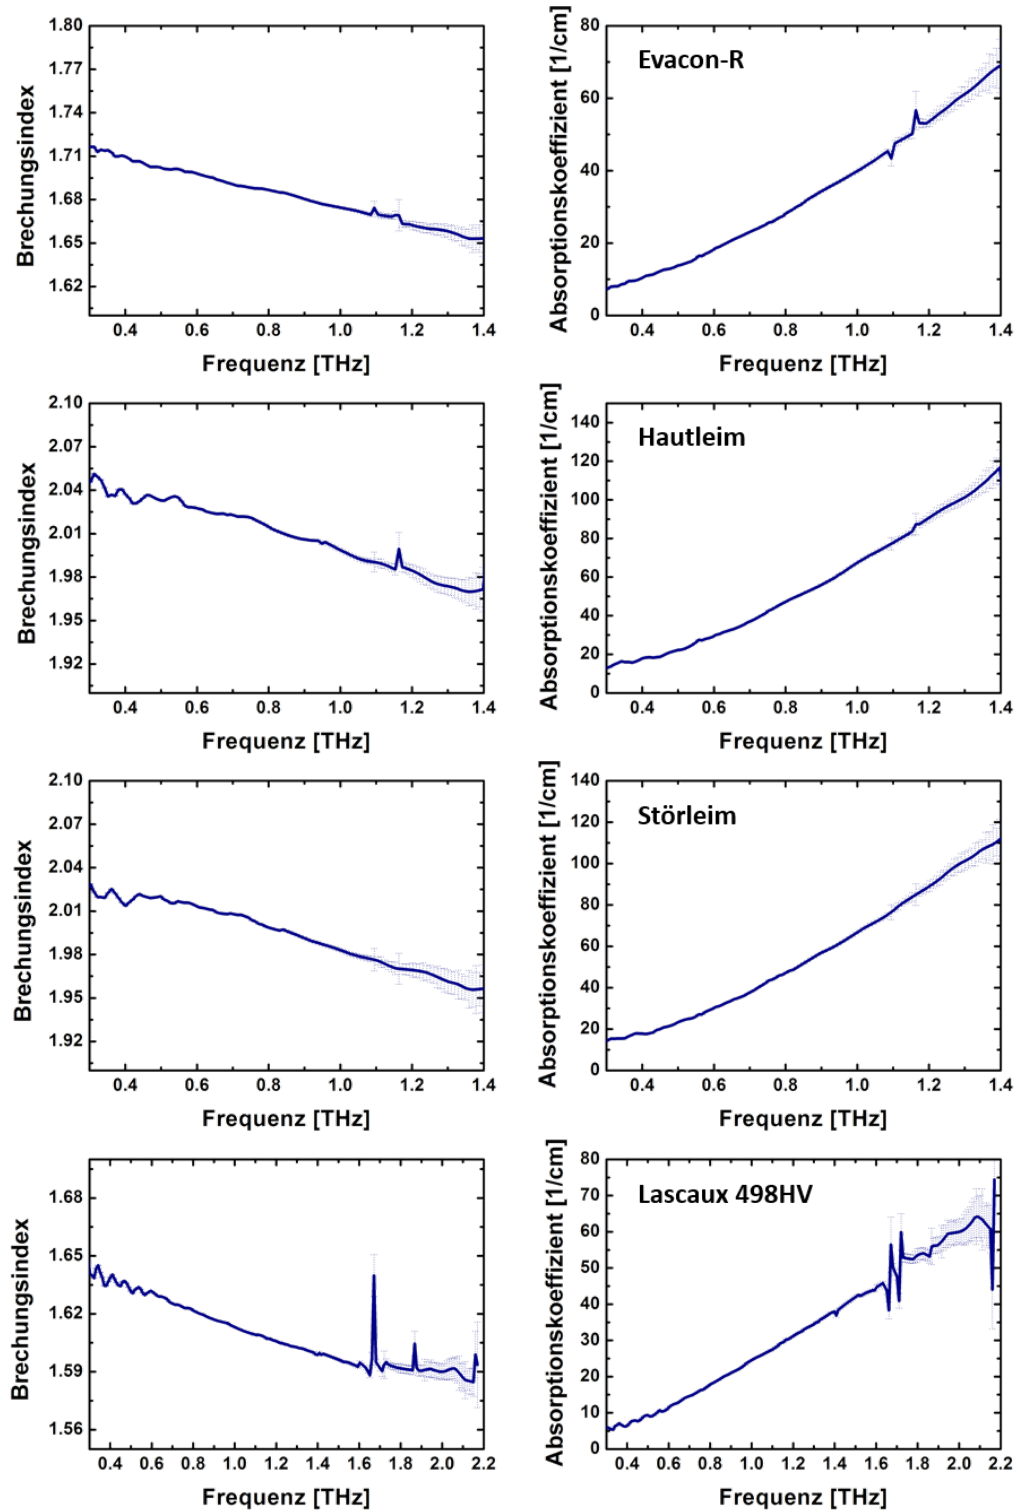 1.80
1.77
1.74
1.71
1.68
1.65
1.62
Brechungsindex
0.4 0.6 0.8 1.0 1.2 1.4
Frequenz [THz]
80
60
40
20
0
Absorptionskoeffizient [1/cm]
Evacon-R
0.4 0.6 0.8 1.0 1.2 1.4
Frequenz [THz]
2.10
2.07
2.04
2.01
1.98
1.95
1.92
Brechungsindex
0.4 0.6 0.8 1.0 1.2 1.4
Frequenz [THz]
140
120
100
80
60
40
20
0
Absorptionskoeffizient [1/cm]
Hautleim
0.4 0.6 0.8 1.0 1.2 1.4
Frequenz [THz]
2.10
2.07
2.04
2.01
1.98
1.95
1.92
Brechungsindex
0.4 0.6 0.8 1.0 1.2 1.4
Frequenz [THz]
140
120
100
80
60
40
20
0
Absorptionskoeffizient [1/cm]
Störleim
0.4 0.6 0.8 1.0 1.2 1.4
Frequenz [THz]
1.68
1.65
1.62
1.59
1.56
Brechungsindex
0.4 0.6 0.8 1.0 1.2 1.4 1.6 1.8 2.0 2.2
Frequenz [THz]
80
70
60
50
40
30
20
10
0
Absorptionskoeffizient [1/cm]
Lascaux 498HV
0.4 0.6 0.8 1.0 1.2 1.4 1.6 1.8 2.0 2.2
Frequenz [THz]